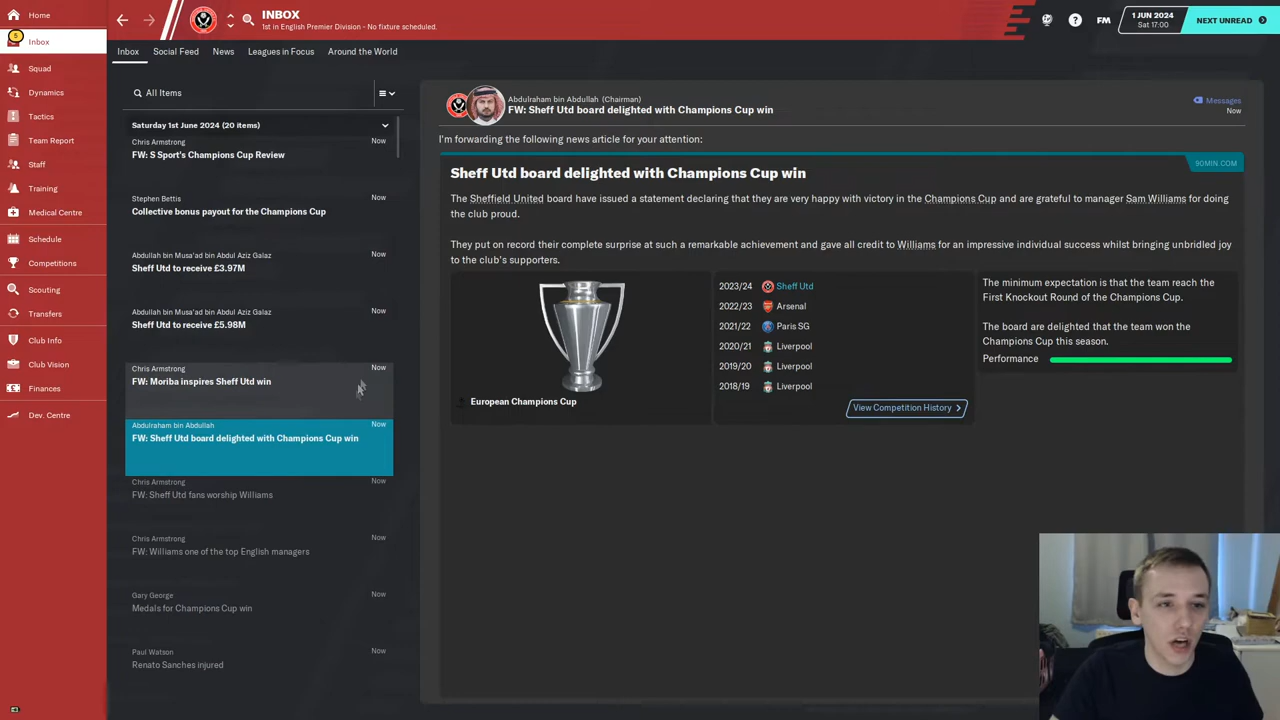 Home
5
Inbox
Squad
Dynamics
Tactics
Team Report
Staff
Training
Medical Centre
Schedule
Competitions
Scouting
Transfers
Club Info
Club Vision
Finances
Dev. Centre
INBOX
1st in English Premier Division - No fixture scheduled.
?
FM
1 JUN 2024
Sat 17:00
NEXT UNREAD
Inbox
Social Feed
News
Leagues in Focus
Around the World
All Items
Saturday 1st June 2024 (20 items)
Chris Armstrong
Now
FW: S Sport's Champions Cup Review
Stephen Bettis
Now
Collective bonus payout for the Champions Cup
Abdullah bin Musa'ad bin Abdul Aziz Galaz
Now
Sheff Utd to receive £3.97M
Abdullah bin Musa'ad bin Abdul Aziz Galaz
Now
Sheff Utd to receive £5.98M
Chris Armstrong
Now
FW: Moriba inspires Sheff Utd win
Abdulraham bin Abdullah
Now
FW: Sheff Utd board delighted with Champions Cup win
Chris Armstrong
Now
FW: Sheff Utd fans worship Williams
Chris Armstrong
Now
FW: Williams one of the top English managers
Gary George
Now
Medals for Champions Cup win
Paul Watson
Now
Renato Sanches injured
Abdulraham bin Abdullah (Chairman)
FW: Sheff Utd board delighted with Champions Cup win
Messages
Now
I'm forwarding the following news article for your attention:
90MIN.COM
Sheff Utd board delighted with Champions Cup win
The Sheffield United board have issued a statement declaring that they are very happy with victory in the Champions Cup and are grateful to manager Sam Williams for doing
the club proud.
They put on record their complete surprise at such a remarkable achievement and gave all credit to Williams for an impressive individual success whilst bringing unbridled joy
to the club's supporters.
European Champions Cup
2023/24 Sheff Utd
2022/23 Arsenal
2021/22 Paris SG
2020/21 Liverpool
2019/20 Liverpool
2018/19 Liverpool
View Competition History
The minimum expectation is that the team reach the
First Knockout Round of the Champions Cup.
The board are delighted that the team won the
Champions Cup this season.
Performance